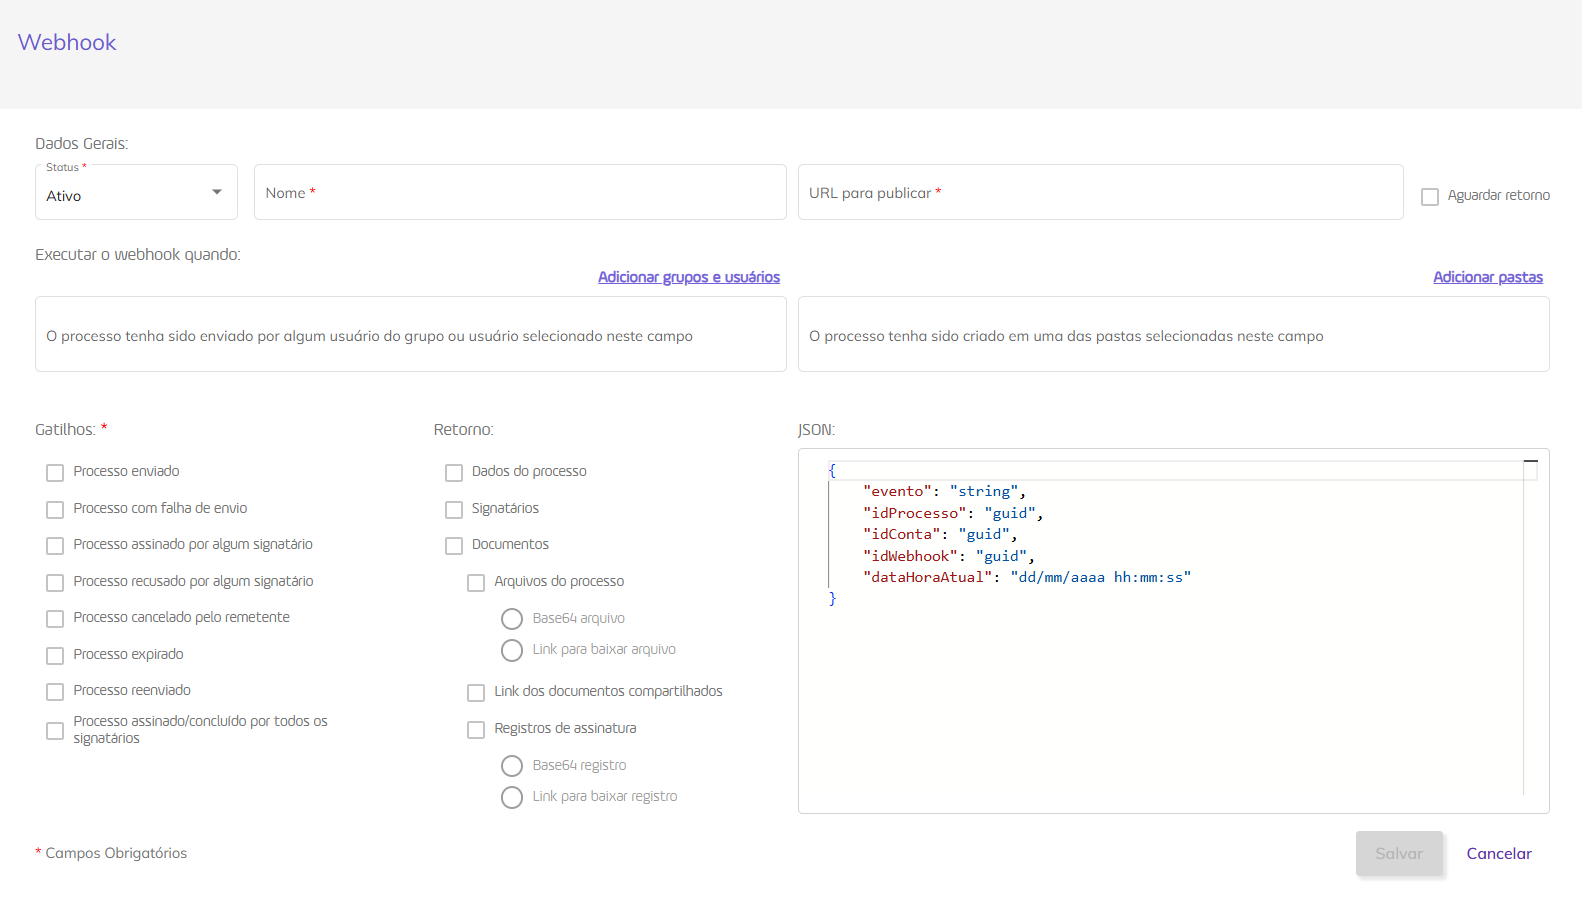 Webhook
Dados Gerais:
Status *
Ativo
Nome *
URL para publicar *
Aguardar retorno
Executar o webhook quando:
Adicionar grupos e usuários
Adicionar pastas
O processo tenha sido enviado por algum usuário do grupo ou usuário selecionado neste campo
O processo tenha sido criado em uma das pastas selecionadas neste campo
Gatilhos: *
Processo enviado
Processo com falha de envio
Processo assinado por algum signatário
Processo recusado por algum signatário
Processo cancelado pelo remetente
Processo expirado
Processo reenviado
Processo assinado/concluído por todos os
signatários
Retorno:
Dados do processo
Signatários
Documentos
Arquivos do processo
Base64 arquivo
Link para baixar arquivo
Link dos documentos compartilhados
Registros de assinatura
Base64 registro
Link para baixar registro
JSON:
{
"evento": "string",
"idProcesso": "guid",
"idConta": "guid",
"idWebhook": "guid",
"dataHoraAtual": "dd/mm/aaaa hh:mm:ss"
}
* Campos Obrigatórios
Salvar
Cancelar